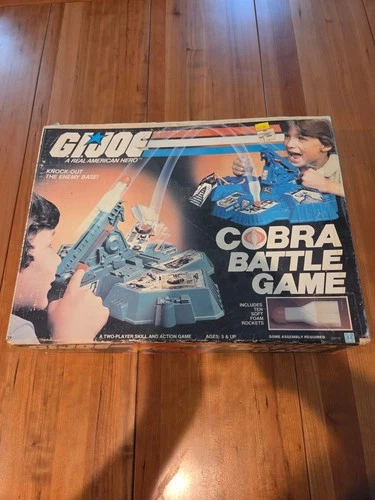 GI JOE
A REAL AMERICAN HERO
KNOCK-OUT
THE ENEMY BASE!
COBRA
BATTLE
GAME
INCLUDES
TEN
SOFT
FOAM
ROCKETS
A TWO-PLAYER SKILL AND ACTION GAME
AGES: 5 & UP
SOME ASSEMBLY REQUIRED